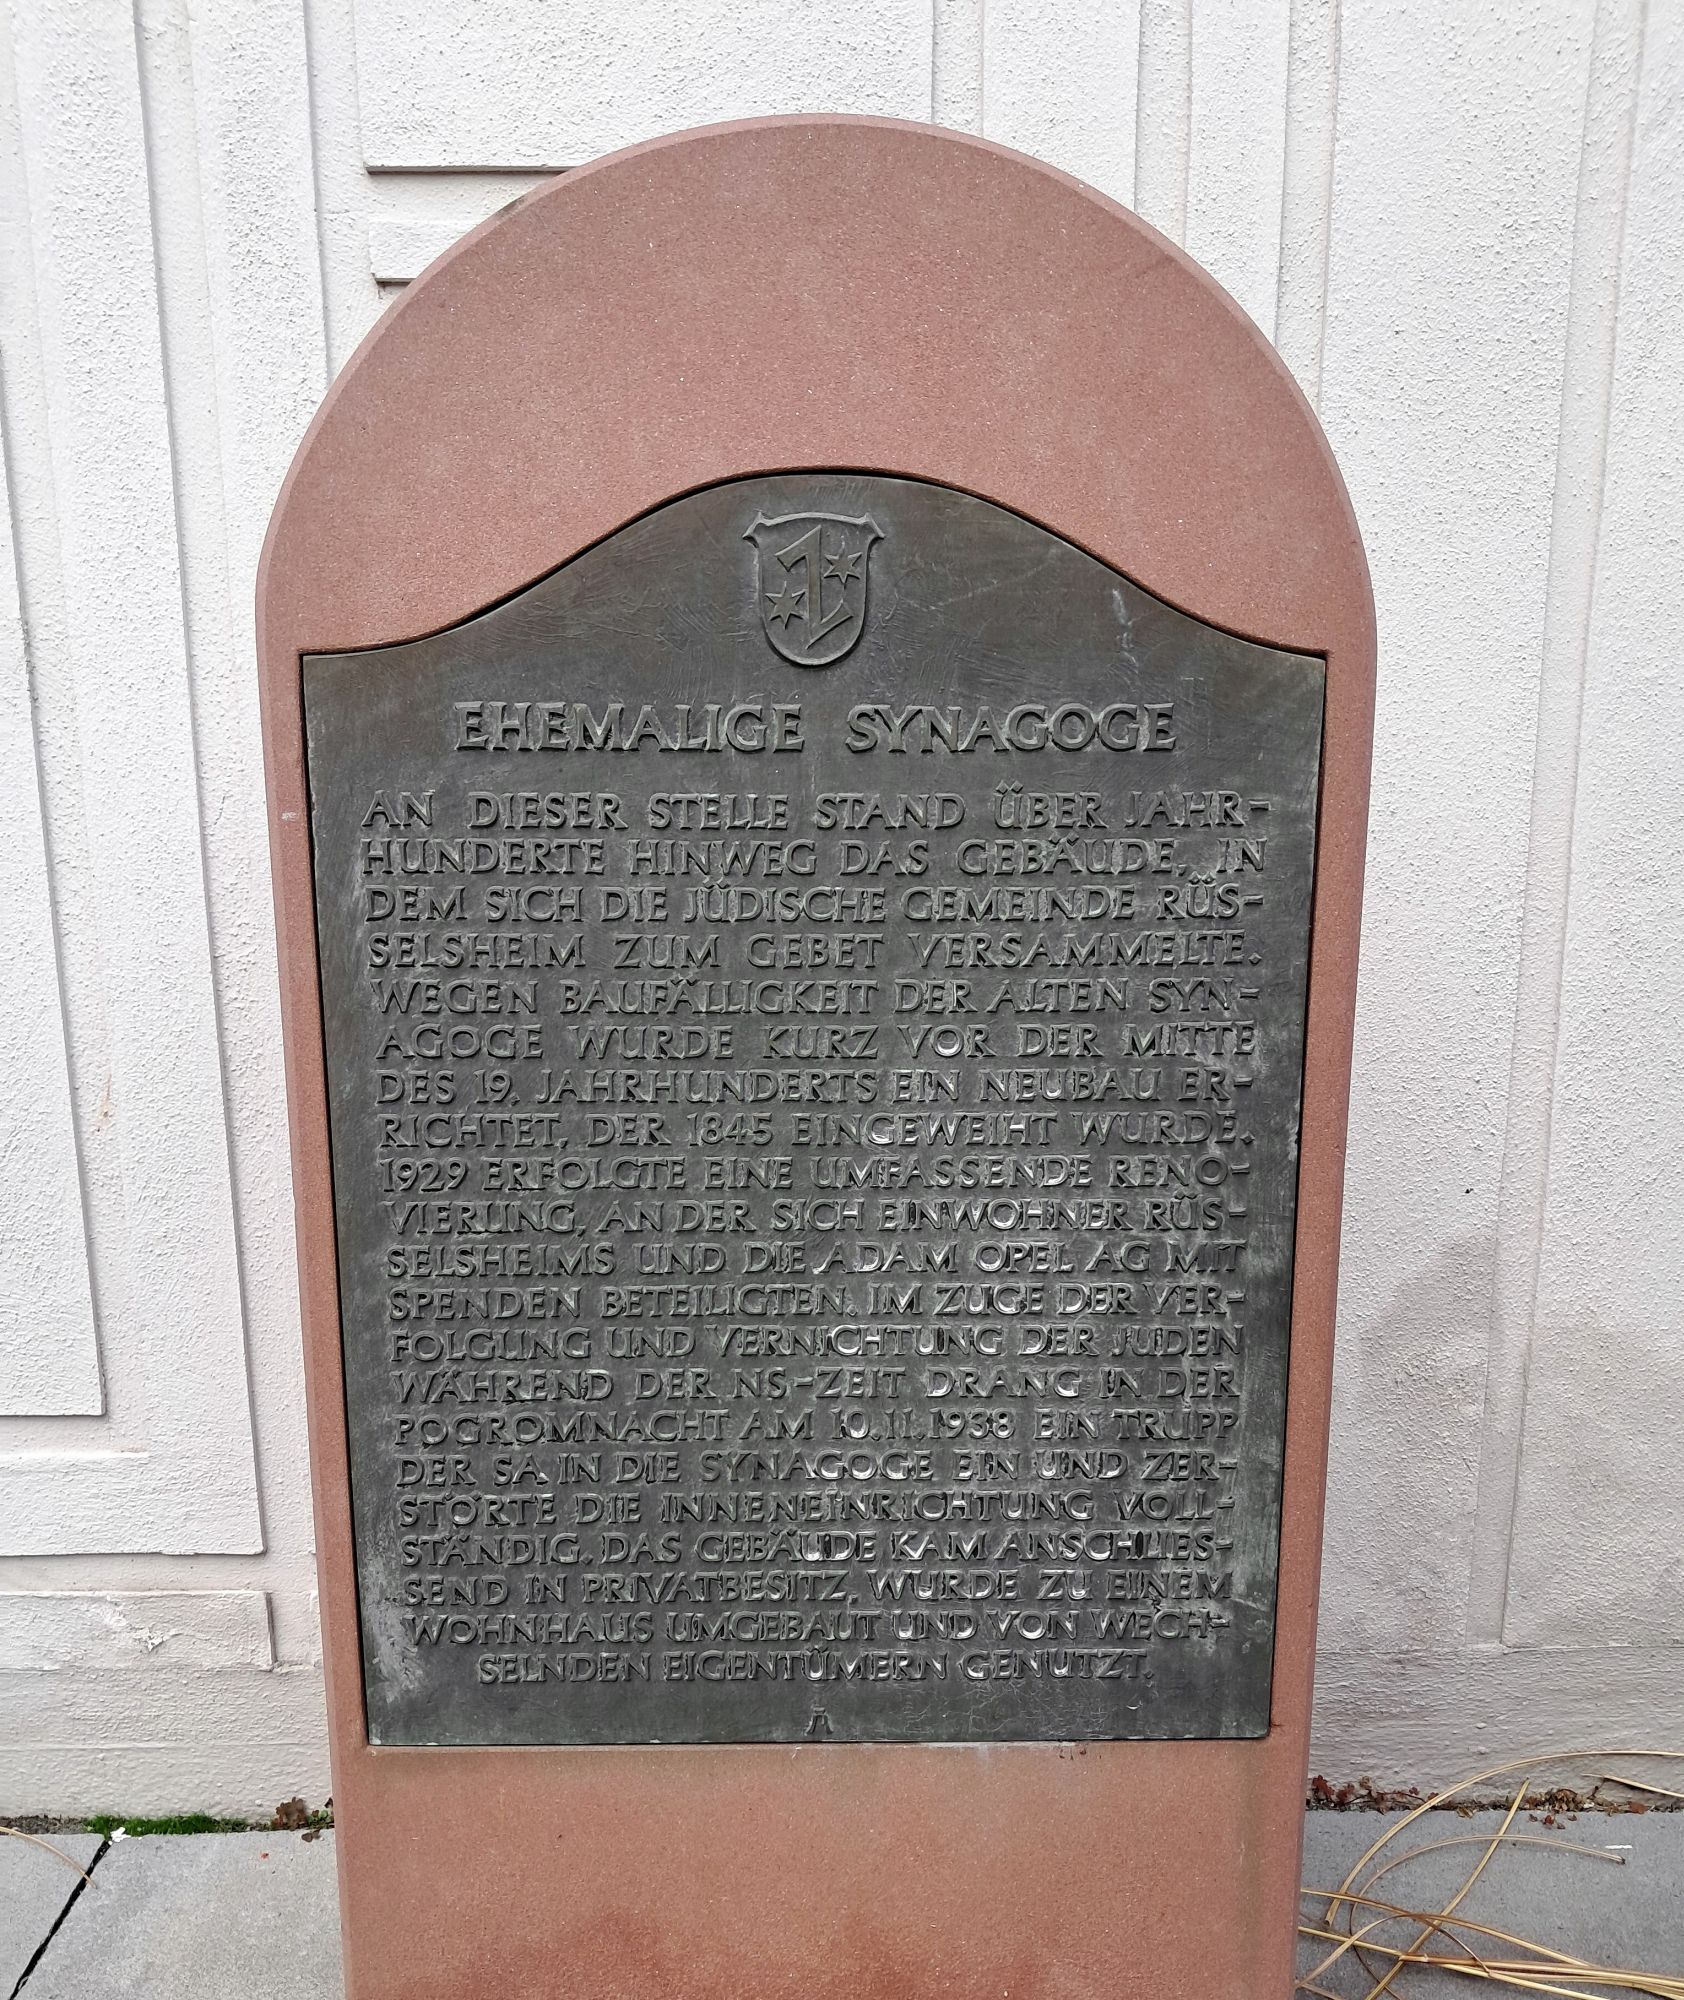 EHEMALIGE SYNAGOGE
AN DIESER STELLE STAND ÜBER JAHR-
HUNDERTE HINWEG DAS GEBÄUDE, IN
DEM SICH DIE JÜDISCHE GEMEINDE RÜS-
SELSHEIM ZUM GEBET VERSAMMELTE.
WEGEN BAUFÄLLIGKEIT DER ALTEN SYN-
AGOGE WURDE KURZ VOR DER MITTE
DES 19. JAHRHUNDERTS EIN NEUBAU ER-
RICHTET, DER 1845 EINGEWEIHT WURDE.
1929 ERFOLGTE EINE UMFASSENDE RENO-
VIERUNG, AN DER SICH EINWOHNER RÜS-
SELSHEIMS UND DIE ADAM OPEL AG MIT
SPENDEN BETEILIGTEN. IM ZUGE DER VER-
FOLGUNG UND VERNICHTUNG DER JUDEN
WÄHREND DER NS-ZEIT DRANG IN DER
POGROMNACHT AM 10.11.1938 EIN TRUPP
DER SA IN DIE SYNAGOGE EIN UND ZER-
STÖRTE DIE INNENEINRICHTUNG VOLL-
STÄNDIG. DAS GEBÄUDE KAM ANSCHLIES-
SEND IN PRIVATBESITZ, WURDE ZU EINEM
WOHNHAUS UMGEBAUT UND VON WECH-
SELNDEN EIGENTÜMERN GENUTZT.